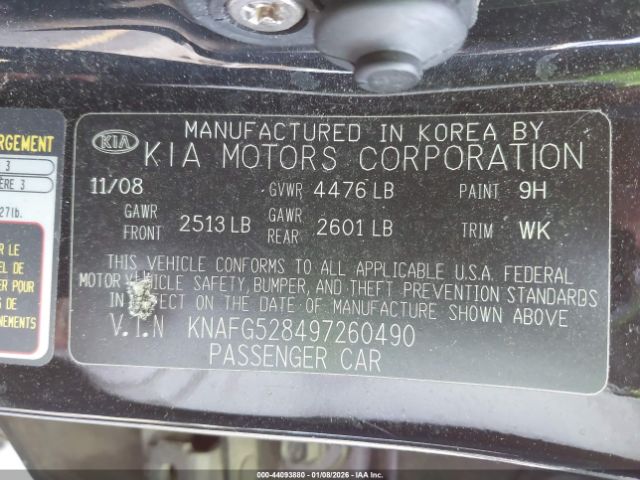 RGEMENT
3
ÈRE 3
27lb.
R LE
EL DE
ER POUR
NEMENTS
KIA
MANUFACTURED IN KOREA BY
KIA MOTORS CORPORATION
11/08 GVWR 4476 LB PAINT 9H
GAWR FRONT 2513 LB GAWR REAR 2601 LB TRIM WK
THIS VEHICLE CONFORMS TO ALL APPLICABLE U.S.A. FEDERAL
MOTOR VEHICLE SAFETY, BUMPER, AND THEFT PREVENTION STANDARDS
IN EFFECT ON THE DATE OF MANUFACTURE SHOWN ABOVE.
V.I.N KNAFG528497260490
PASSENGER CAR
000-44093880 - 01/08/2026 - COPYRIGHT IAA, LLC.